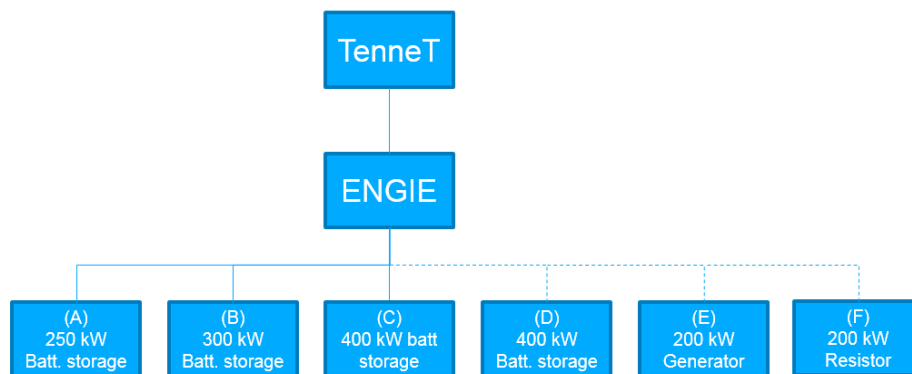 TenneT
ENGIE
(A)
250 kW
Batt. storage
(B)
300 kW
Batt. storage
(C)
400 kW batt
storage
(D)
400 kW
Batt. storage
(E)
200 kW
Generator
(F)
200 kW
Resistor